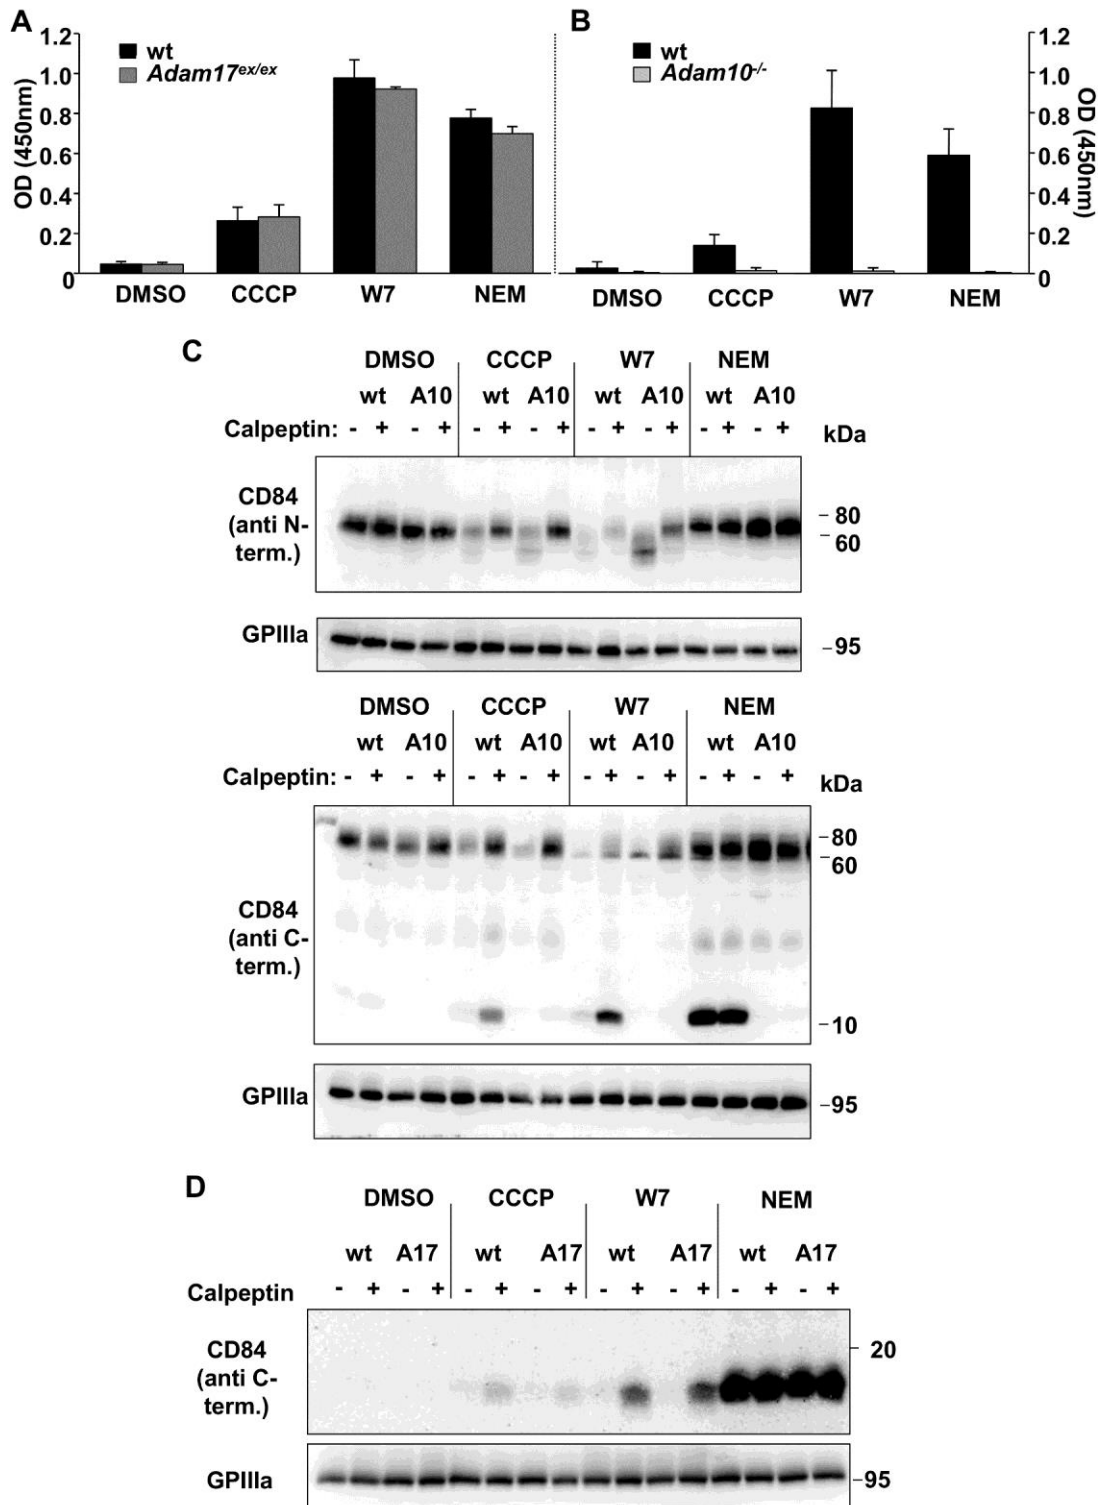 A
B
1.2
1.0
0.8
0.6
0.4
0.2
0
OD (450nm)
wt
Adam17ex/ex
DMSO CCCP W7 NEM
wt
Adam10-/-
1.2
1.0
0.8
0.6
0.4
0.2
0
OD (450nm)
DMSO CCCP W7 NEM
C
DMSO CCCP W7 NEM
wt A10 wt A10 wt A10 wt A10
Calpeptin: - + - + - + - + - + - + - + - + kDa
CD84
(anti N-
term.)
80
60
GPIIIa
95
DMSO CCCP W7 NEM
wt A10 wt A10 wt A10 wt A10
Calpeptin: - + - + - + - + - + - + - + - + kDa
CD84
(anti C-
term.)
80
60
10
GPIIIa
95
D
DMSO CCCP W7 NEM
wt A17 wt A17 wt A17 wt A17
Calpeptin - + - + - + - + - + - + - + - +
CD84
(anti C-
term.)
20
GPIIIa
95